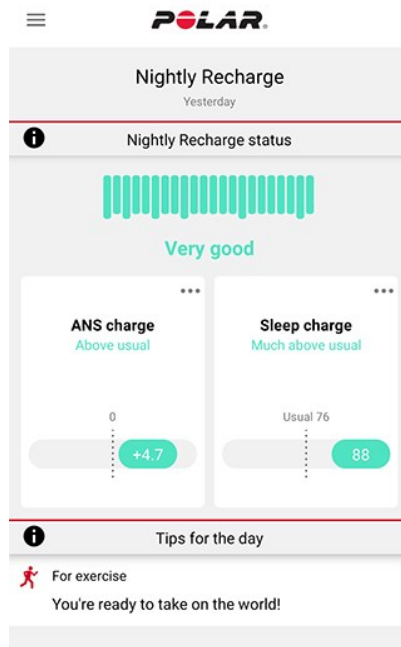 POLAR.
Nightly Recharge
Yesterday
Nightly Recharge status
Very good
ANS charge
Above usual
0
+4.7
Sleep charge
Much above usual
Usual 76
88
Tips for the day
For exercise
You're ready to take on the world!